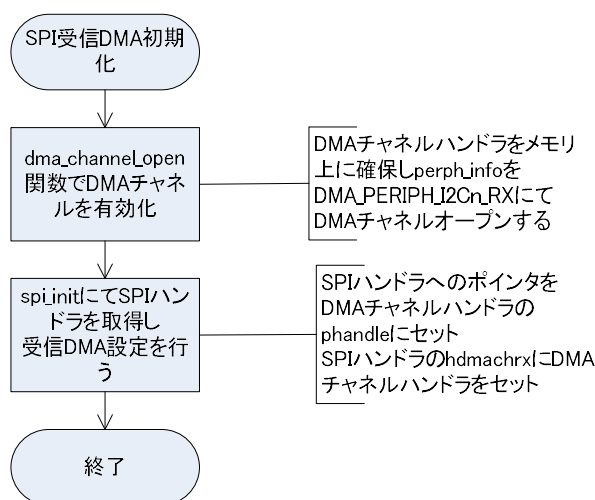 SPI受信DMA初期
化
dma_channel_open
関数でDMAチャネ
ルを有効化
DMAチャネルハンドラをメモリ
上に確保しperph_infoを
DMA_PERIPH_I2Cn_RXにて
DMAチャネルオープンする
spi_initにてSPIハン
ドラを取得し
受信DMA設定を行
う
SPIハンドラへのポインタを
DMAチャネルハンドラの
phandleにセット
SPIハンドラのhdmachrxにDMA
チャネルハンドラをセット
終了